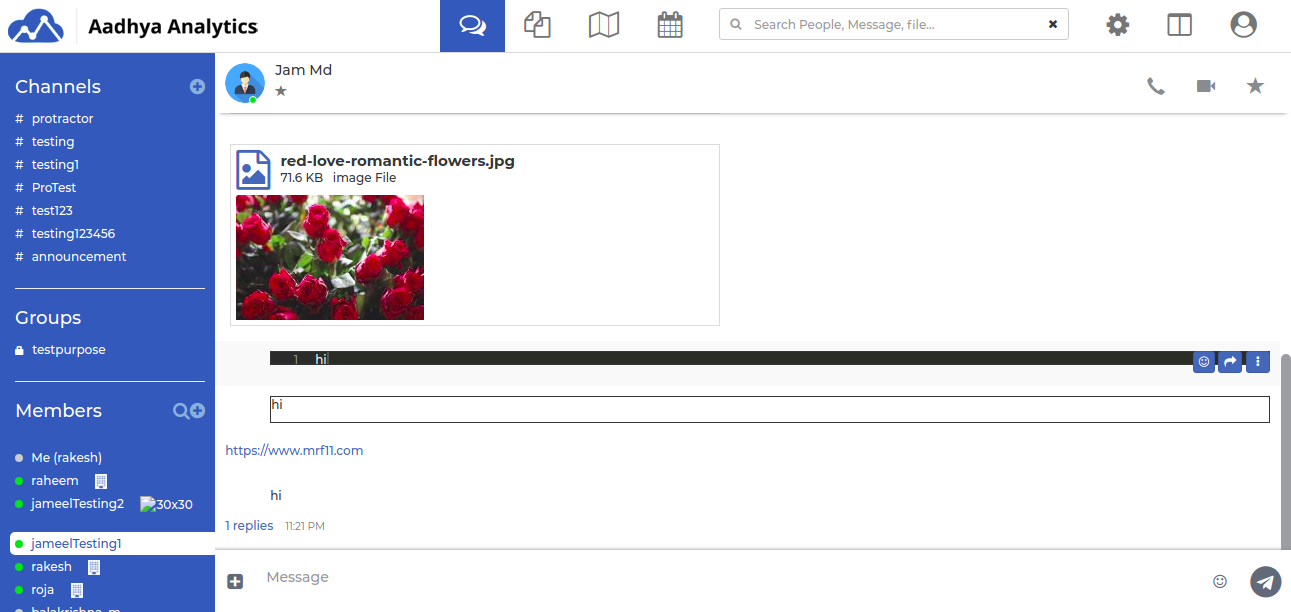 Aadhya Analytics
Search People, Message, file...
Channels
# protractor
# testing
# testing1
# ProTest
# test123
# testing123456
# announcement
Groups
testpurpose
Members
Me (rakesh)
raheem
jameelTesting2 30x30
jameelTesting1
rakesh
roja
balakrishna_m
Jam Md
red-love-romantic-flowers.jpg
71.6 KB image File
1 hi
hi
https://www.mrf11.com
hi
1 replies 11:21 PM
Message